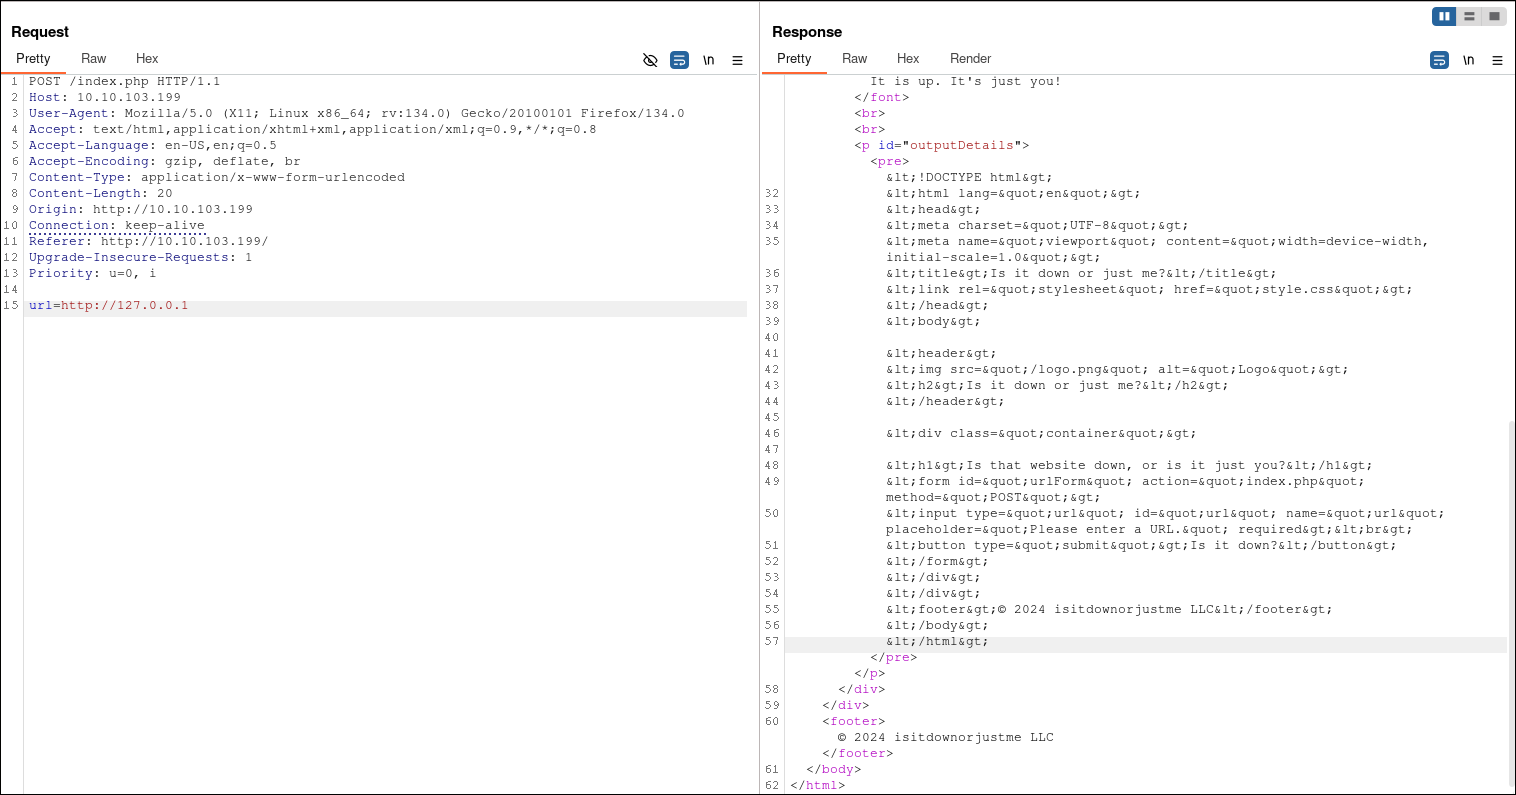 Request
Pretty Raw Hex
\n
1 POST /index.php HTTP/1.1
2 Host: 10.10.103.199
3 User-Agent: Mozilla/5.0 (X11; Linux x86_64; rv:134.0) Gecko/20100101 Firefox/134.0
4 Accept: text/html,application/xhtml+xml,application/xml;q=0.9,*/*;q=0.8
5 Accept-Language: en-US,en;q=0.5
6 Accept-Encoding: gzip, deflate, br
7 Content-Type: application/x-www-form-urlencoded
8 Content-Length: 20
9 Origin: http://10.10.103.199
10 Connection: keep-alive
11 Referer: http://10.10.103.199/
12 Upgrade-Insecure-Requests: 1
13 Priority: u=0, i
14
15 url=http://127.0.0.1
Response
Pretty Raw Hex Render
\n
It is up. It's just you!
</font>
<br>
<br>
<p id="outputDetails">
<pre>
&lt;!DOCTYPE html&gt;
32 &lt;html lang=&quot;en&quot;&gt;
33 &lt;head&gt;
34 &lt;meta charset=&quot;UTF-8&quot;&gt;
35 &lt;meta name=&quot;viewport&quot; content=&quot;width=device-width,
initial-scale=1.0&quot;&gt;
36 &lt;title&gt;Is it down or just me?&lt;/title&gt;
37 &lt;link rel=&quot;stylesheet&quot; href=&quot;style.css&quot;&gt;
38 &lt;/head&gt;
39 &lt;body&gt;
40
41 &lt;header&gt;
42 &lt;img src=&quot;/logo.png&quot; alt=&quot;Logo&quot;&gt;
43 &lt;h2&gt;Is it down or just me?&lt;/h2&gt;
44 &lt;/header&gt;
45
46 &lt;div class=&quot;container&quot;&gt;
47
48 &lt;h1&gt;Is that website down, or is it just you?&lt;/h1&gt;
49 &lt;form id=&quot;urlForm&quot; action=&quot;index.php&quot;
method=&quot;POST&quot;&gt;
50 &lt;input type=&quot;url&quot; id=&quot;url&quot; name=&quot;url&quot;
placeholder=&quot;Please enter a URL.&quot; required&gt;&lt;br&gt;
51 &lt;button type=&quot;submit&quot;&gt;Is it down?&lt;/button&gt;
52 &lt;/form&gt;
53 &lt;/div&gt;
54 &lt;/div&gt;
55 &lt;footer&gt;© 2024 isitdownorjustme LLC&lt;/footer&gt;
56 &lt;/body&gt;
57 &lt;/html&gt;
</pre>
</p>
58 </div>
59 </div>
60 <footer>
© 2024 isitdownorjustme LLC
</footer>
61 </body>
62 </html>